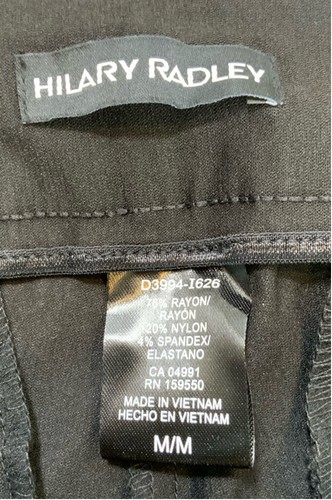 HILARY RADLEY
D3994-I626
76% RAYON/
RAYÓN
20% NYLON
4% SPANDEX/
ELASTANO
CA 04991
RN 159550
MADE IN VIETNAM
HECHO EN VIETNAM
M/M